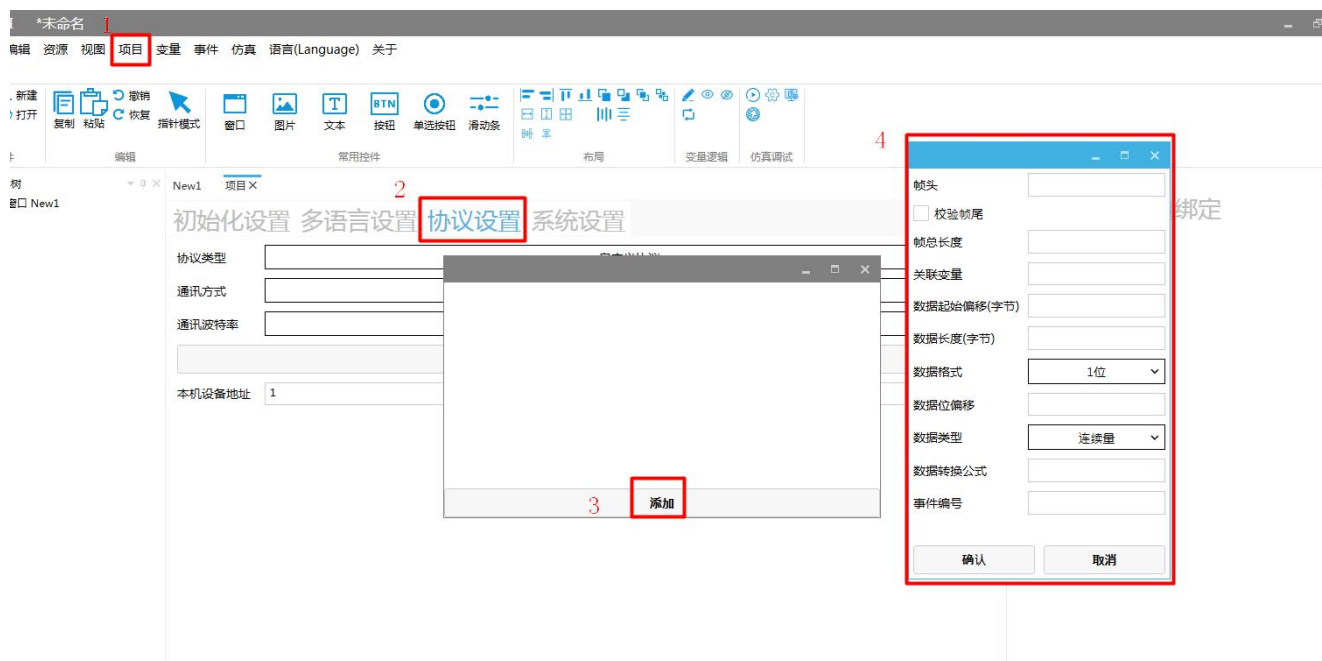 *未命名 1
编辑 资源 视图 项目 变量 事件 仿真 语言(Language) 关于
新建
打开
复制 粘贴
撤销
恢复
指针模式 窗口 图片 文本 按钮 单选按钮 滑动条
T
BTN
编辑 常用控件 布局 变量逻辑 仿真调试
4
树
窗口 New1
New1 项目
2
初始化设置 多语言设置 协议设置 系统设置
绑定
协议类型
通讯方式
通讯波特率
本机设备地址 1
3 添加
帧头
校验帧尾
帧总长度
关联变量
数据起始偏移(字节)
数据长度(字节)
数据格式 1位
数据位偏移
数据类型 连续量
数据转换公式
事件编号
确认 取消